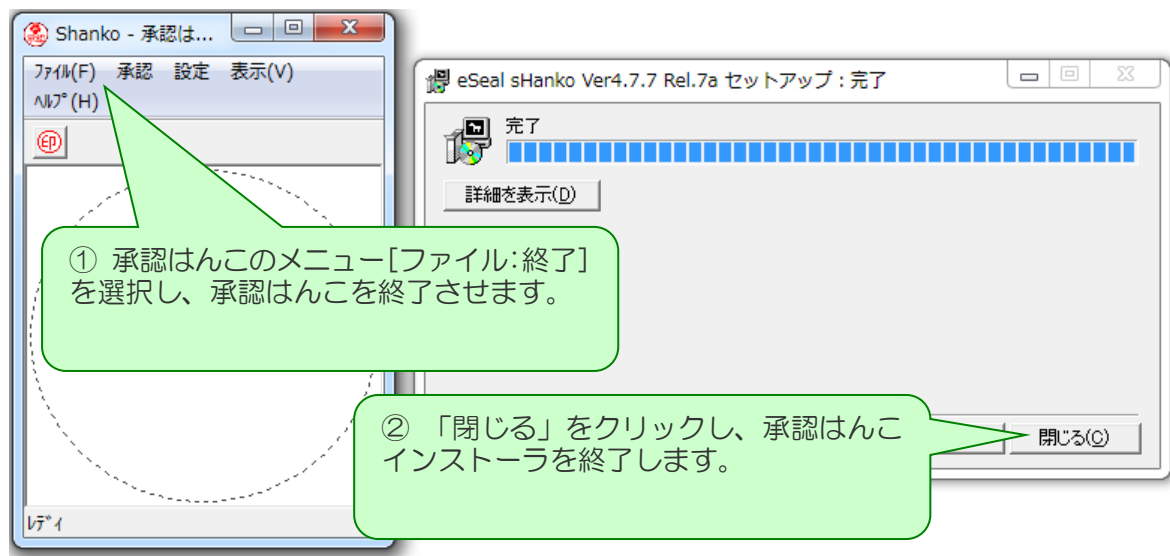 Shanko - 承認は...
ﾌｧｲﾙ(F) 承認 設定 表示(V)
ﾍﾙﾌﾟ(H)
印
eSeal sHanko Ver4.7.7 Rel.7a セットアップ：完了
完了
詳細を表示(D)
① 承認はんこのメニュー[ファイル:終了]
を選択し、承認はんこを終了させます。
② 「閉じる」をクリックし、承認はんこ
インストーラを終了します。
閉じる(C)
ﾚﾃﾞｨ